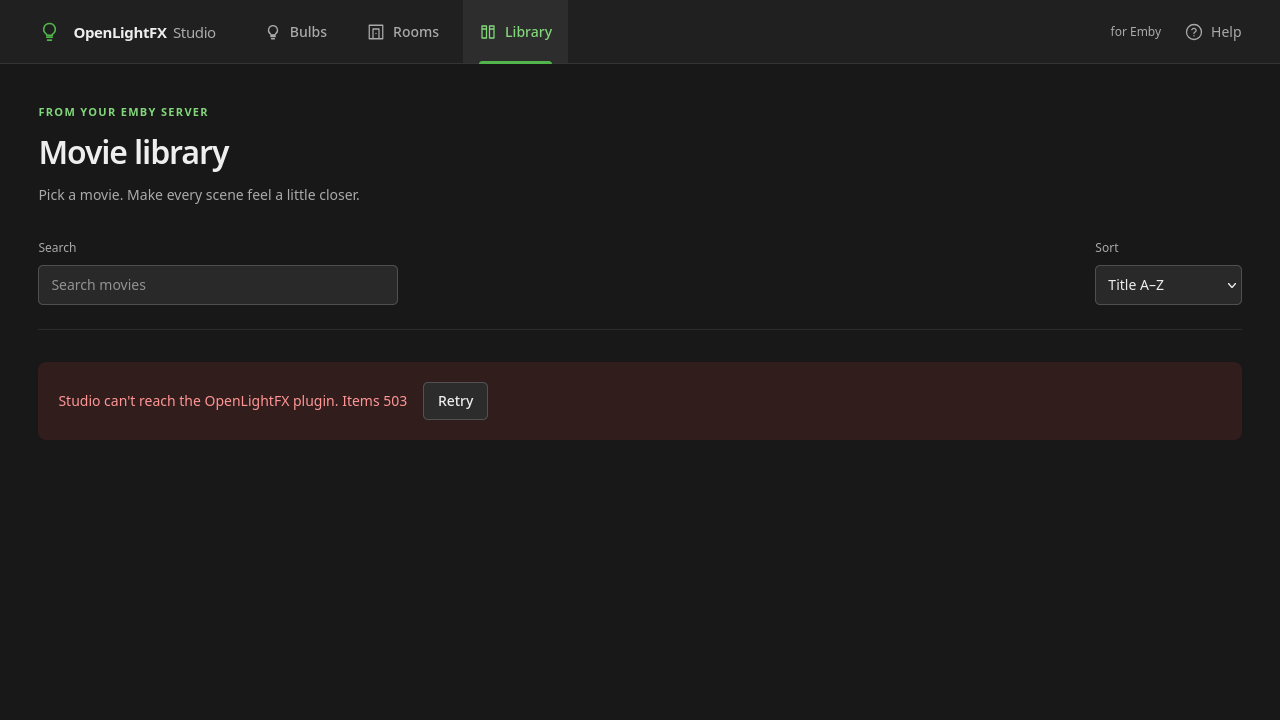 OpenLightFX Studio
Bulbs
Rooms
Library
for Emby
Help
FROM YOUR EMBY SERVER
Movie library
Pick a movie. Make every scene feel a little closer.
Search
Search movies
Sort
Title A–Z
Studio can't reach the OpenLightFX plugin. Items 503
Retry